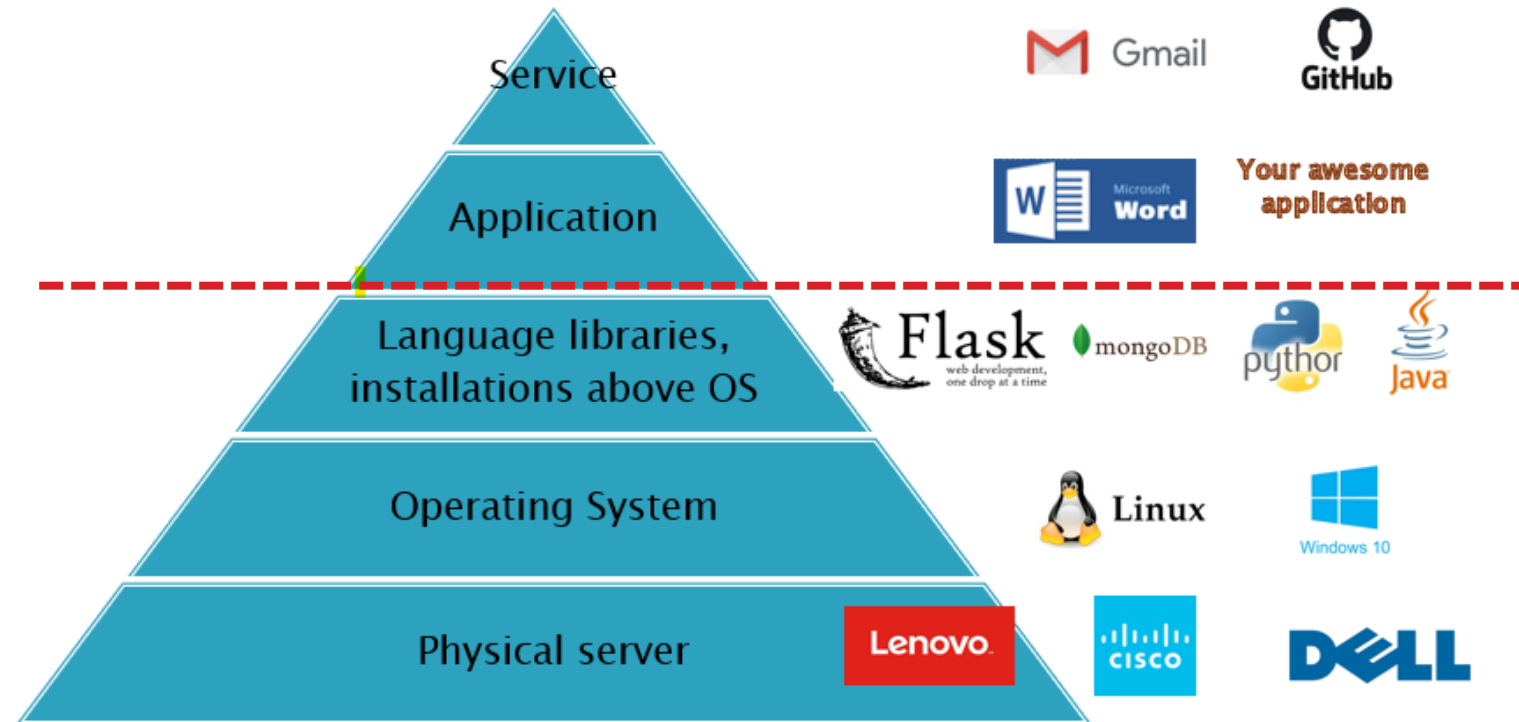 Service
Gmail
GitHub
Application
W
Microsoft
Word
Your awesome
application
Language libraries,
installations above OS
Flask
web development,
one drop at a time
mongoDB
python
Java
Operating System
Linux
Windows 10
Physical server
Lenovo
CISCO
DELL